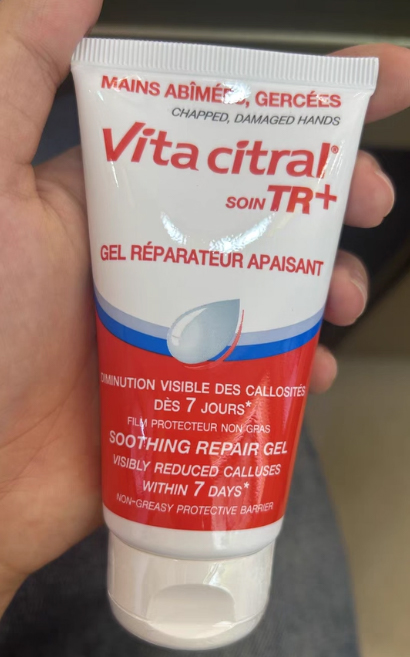 MAINS ABÎMÉES, GERCÉES
CHAPPED, DAMAGED HANDS
Vita citral®
SOIN TR+
GEL RÉPARATEUR APAISANT
DIMINUTION VISIBLE DES CALLOSITÉS
DÈS 7 JOURS*
FILM PROTECTEUR NON GRAS
SOOTHING REPAIR GEL
VISIBLY REDUCED CALLUSES
WITHIN 7 DAYS*
NON-GREASY PROTECTIVE BARRIER